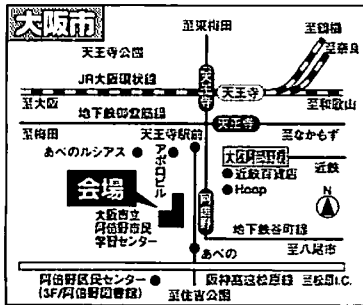 大阪市
至東梅田
至鶴橋
至奈良
天王寺公園
JR大阪環状線
天王寺
天王寺
至大阪
至和歌山
地下鉄御堂筋線
至梅田
天王寺駅前
天王寺
至なかもず
あべのルシアス
アポロビル
大阪阿部野橋
近鉄
近鉄百貨店
Hoop
会場
阿倍野
N
大阪市立
阿倍野市民
学習センター
地下鉄谷町線
あべの
至八尾南
阿倍野区民センター
(3F/阿倍野図書館)
阪神高速松原線
至松原I.C.
至住吉公園